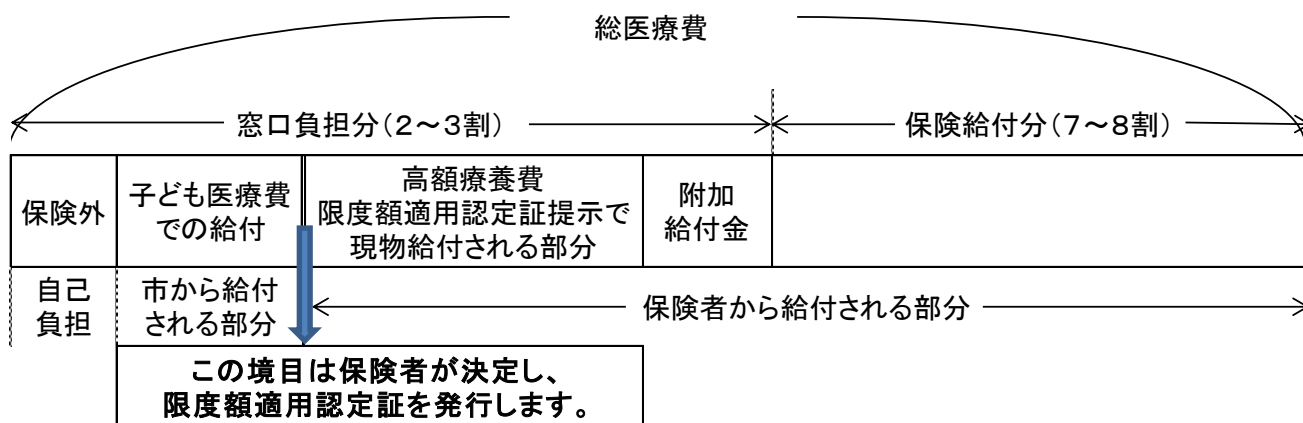 総医療費
窓口負担分(2～3割)
保険給付分(7～8割)
保険外
子ども医療費
での給付
高額療養費
限度額適用認定証提示で
現物給付される部分
附加
給付金
自己
負担
市から給付
される部分
保険者から給付される部分
この境目は保険者が決定し、
限度額適用認定証を発行します。